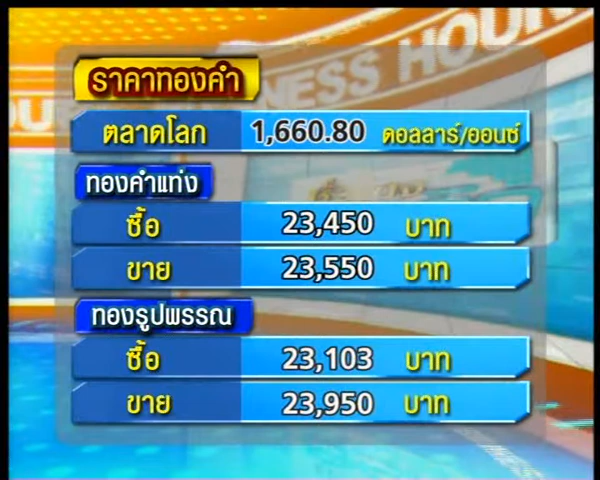 NESS HOUR
ราคาทองคำ
ตลาดโลก 1,660.80 ดอลลาร์/ออนซ์
ทองคำแท่ง
ซื้อ 23,450 บาท
ขาย 23,550 บาท
ทองรูปพรรณ
ซื้อ 23,103 บาท
ขาย 23,950 บาท